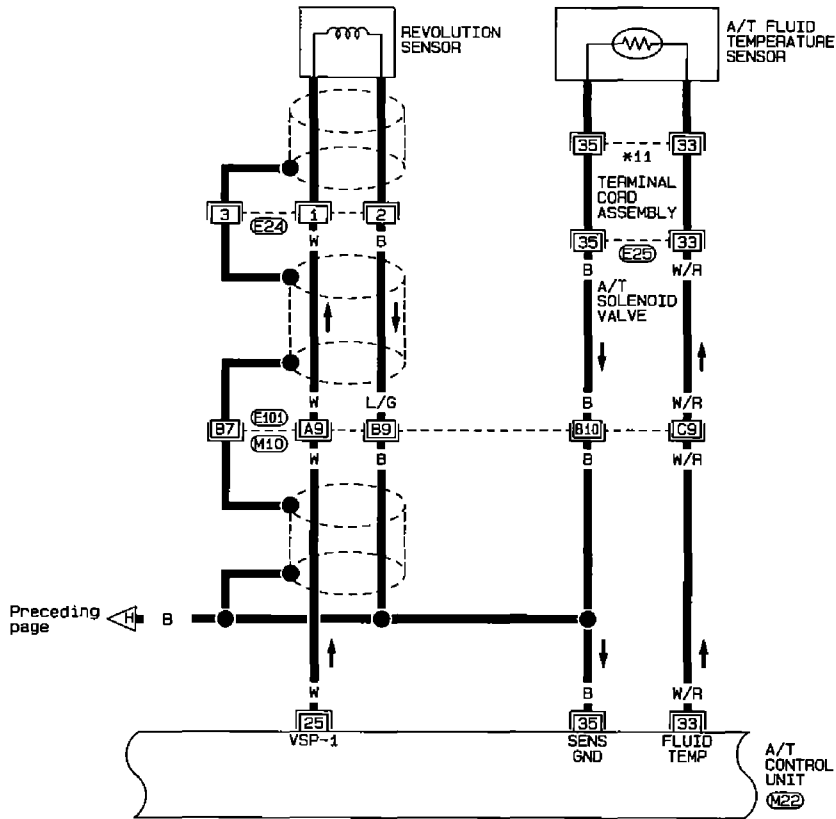 REVOLUTION
SENSOR
A/T FLUID
TEMPERATURE
SENSOR
35
33
*11
TERMINAL
CORD
ASSEMBLY
3
1
2
E24
W
B
35
33
E25
B
W/R
A/T
SOLENOID
VALVE
W
L/G
B
W/R
B7
E101
M10
A9
B9
B10
C9
W
B
B
W/R
Preceding
page
H
B
W
B
W/R
25
35
33
VSP-1
SENS
GND
FLUID
TEMP
A/T
CONTROL
UNIT
M22